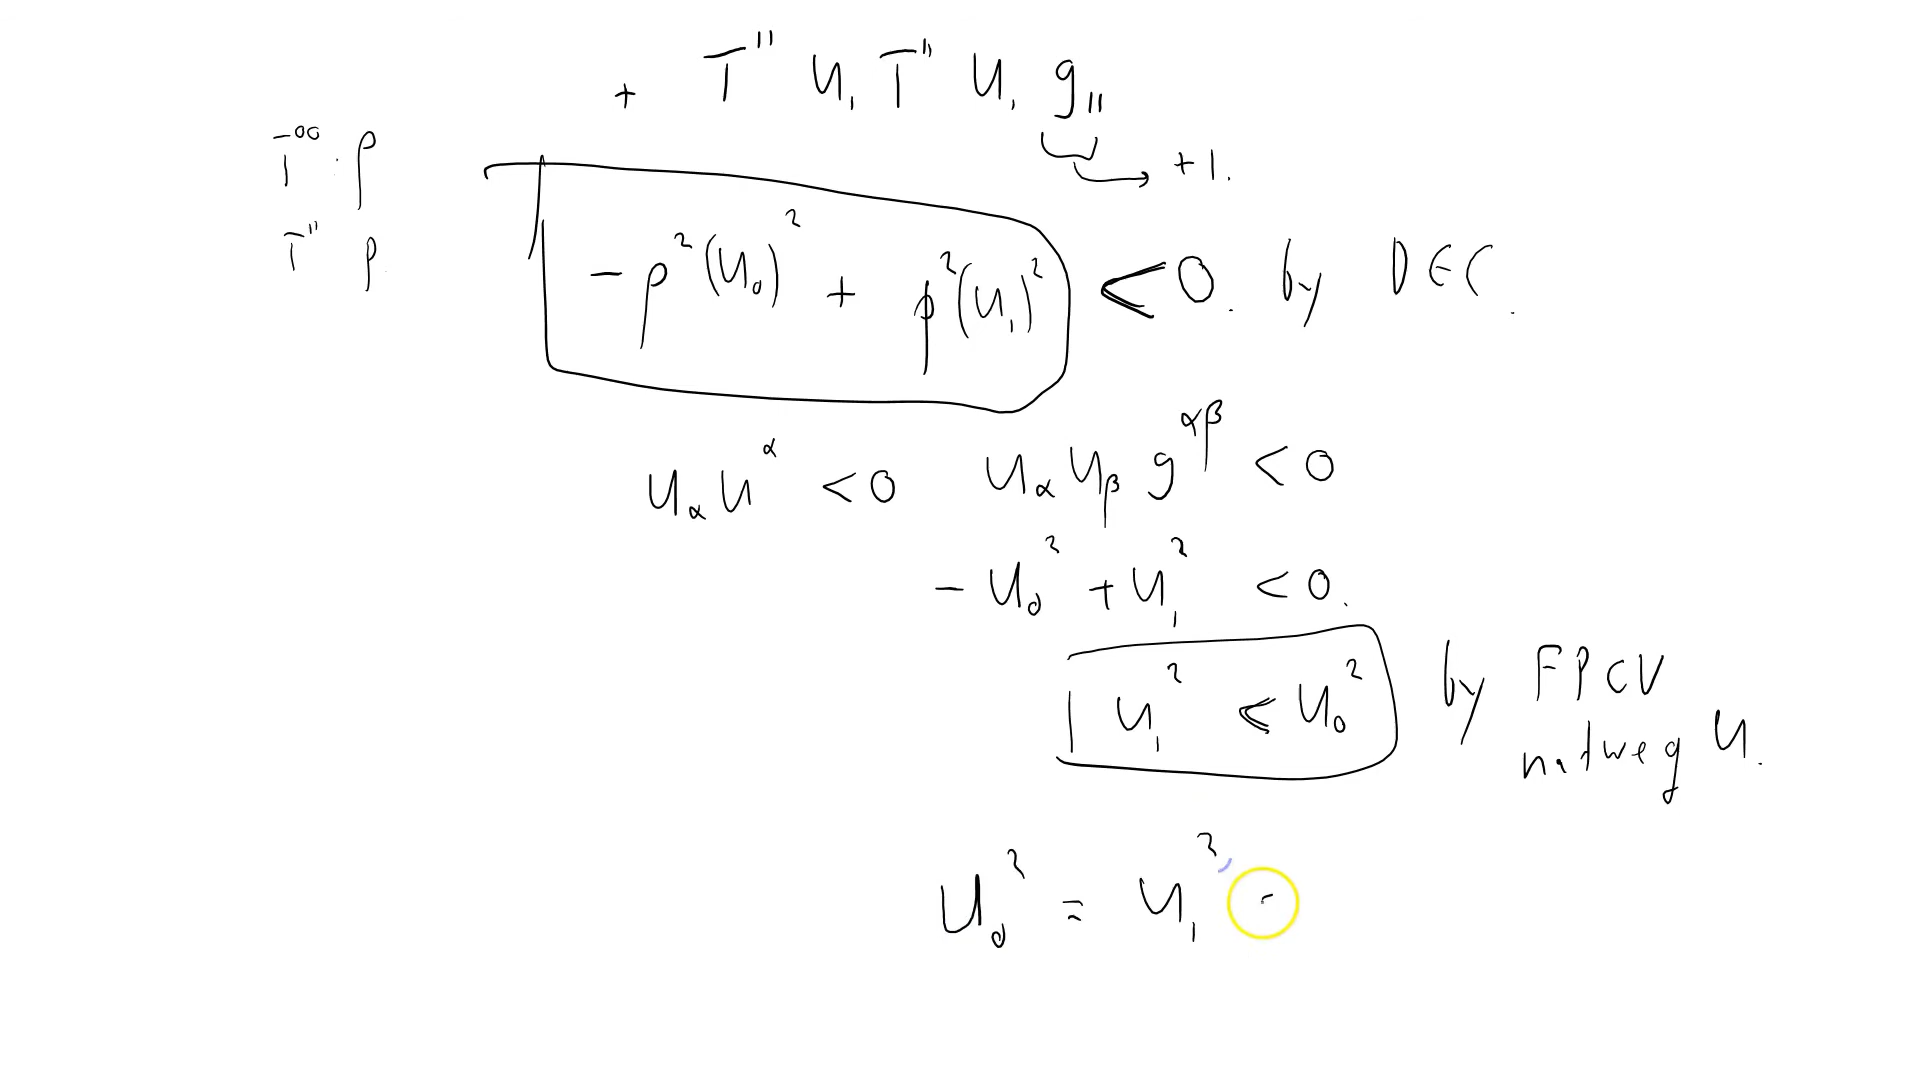 + T¹¹ U₁ T¹¹ U₁ g₁₁
T⁰⁰ ρ
→ +1.
T¹¹ p
-ρ²(U₀)² + p²(U₁)² < 0. by DEC.
U_α U^α < 0 U_α U_β g^αβ < 0
- U₀² + U₁² < 0.
U₁² < U₀² by FPCV
U.
U₀² = U₁² -